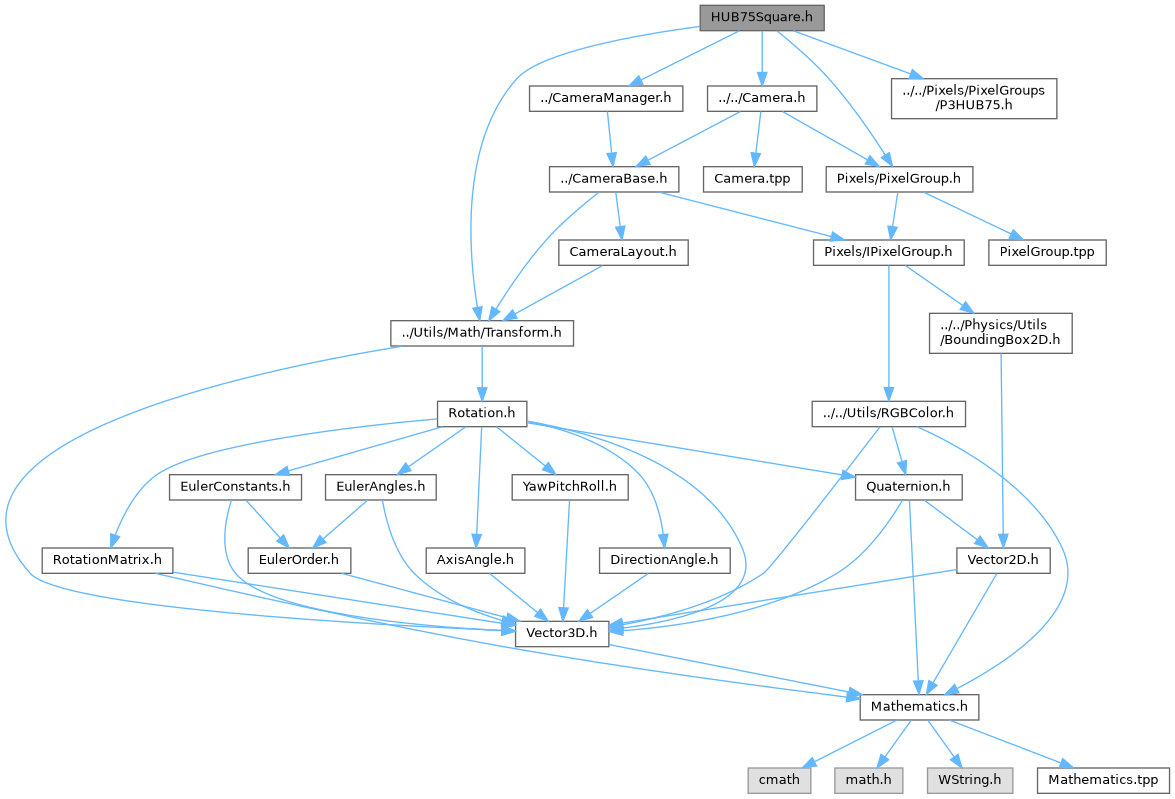 HUB75Square.h
../CameraManager.h
../../Camera.h
../../Pixels/PixelGroups
/P3HUB75.h
../CameraBase.h
Camera.tpp
Pixels/PixelGroup.h
CameraLayout.h
Pixels/IPixelGroup.h
PixelGroup.tpp
../Utils/Math/Transform.h
../../Physics/Utils
/BoundingBox2D.h
Rotation.h
../../Utils/RGBColor.h
EulerConstants.h
EulerAngles.h
YawPitchRoll.h
Quaternion.h
RotationMatrix.h
EulerOrder.h
AxisAngle.h
DirectionAngle.h
Vector2D.h
Vector3D.h
Mathematics.h
cmath
math.h
WString.h
Mathematics.tpp